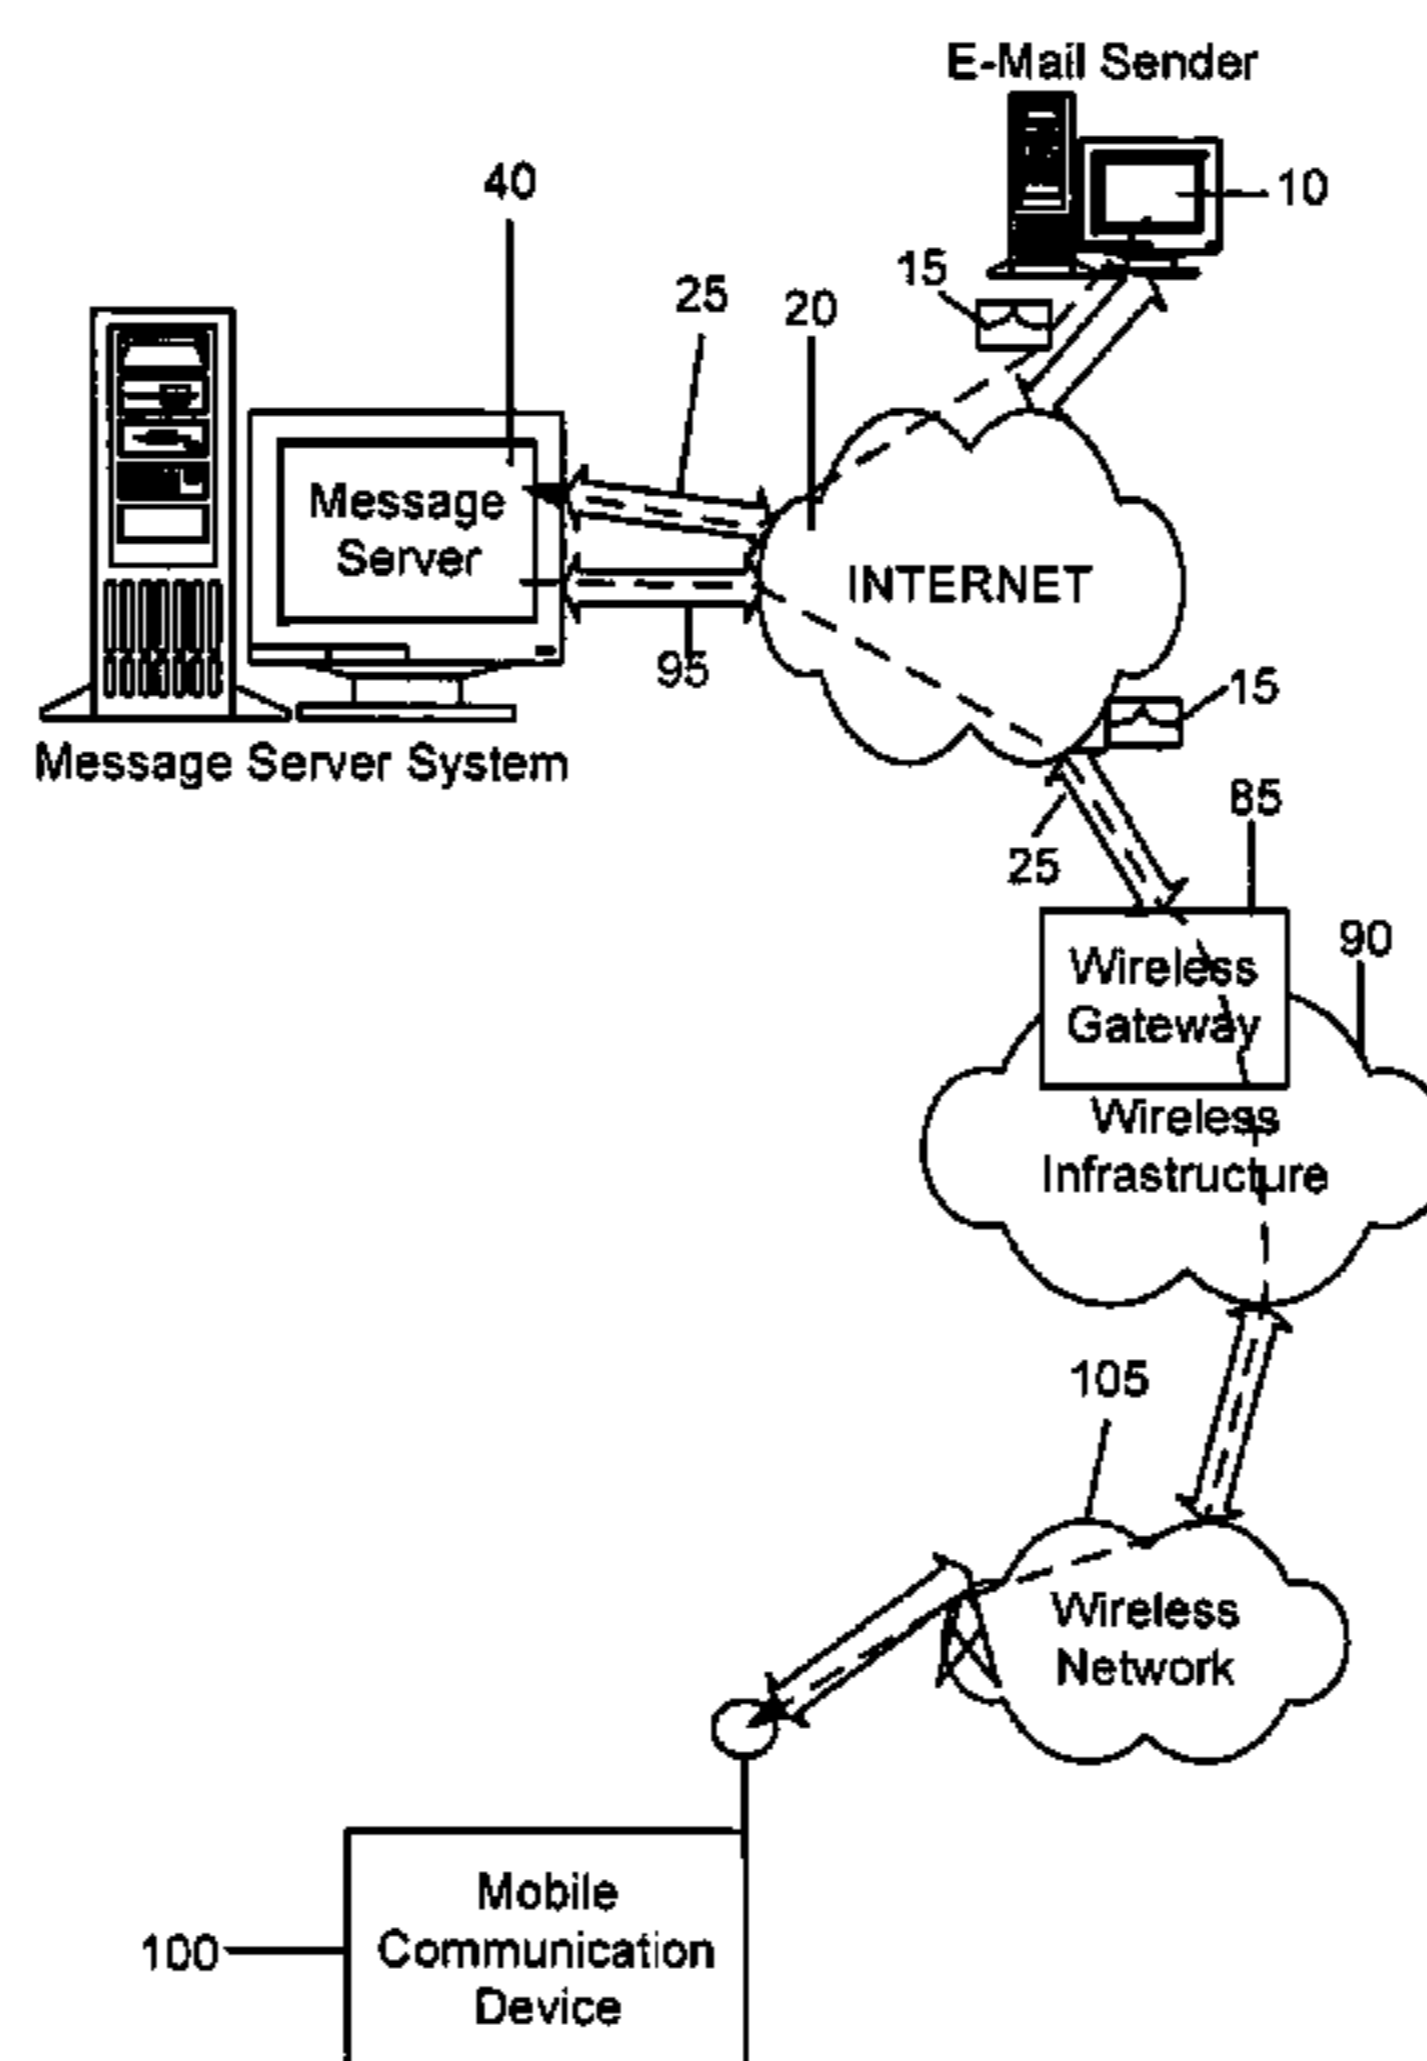 E-Mail Sender
40
10
15
25
20
Message
Server
INTERNET
95
15
Message Server System
85
25
90
Wireless
Gateway
Wireless
Infrastructure
105
Wireless
Network
Mobile
100
Communication
Device